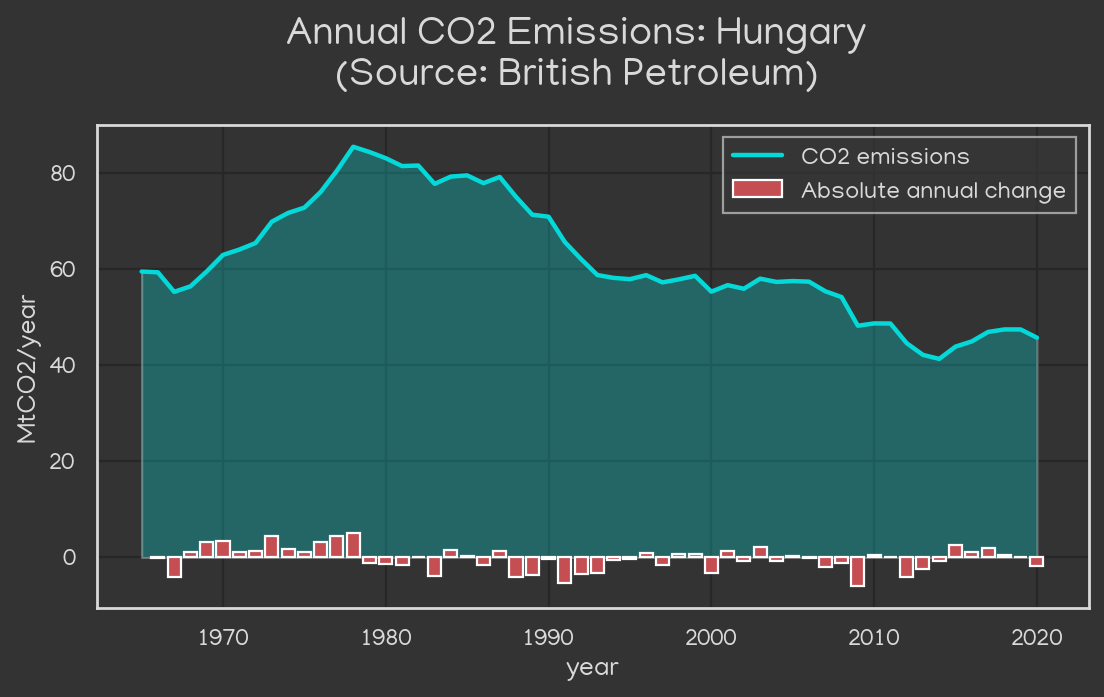 Annual CO2 Emissions: Hungary
(Source: British Petroleum)
CO2 emissions
Absolute annual change
80
60
40
20
0
MtCO2/year
1970 1980 1990 2000 2010 2020
year